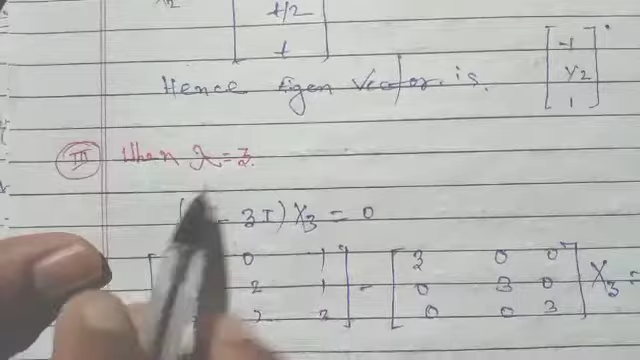 t/2
t
Hence Eigen Vector is. [-1
1/2
1]
III When λ =
- 3I) X3 = 0
0 1 - 3 0 0
2 1 0 3 0 X3 =
2 3 0 0 3